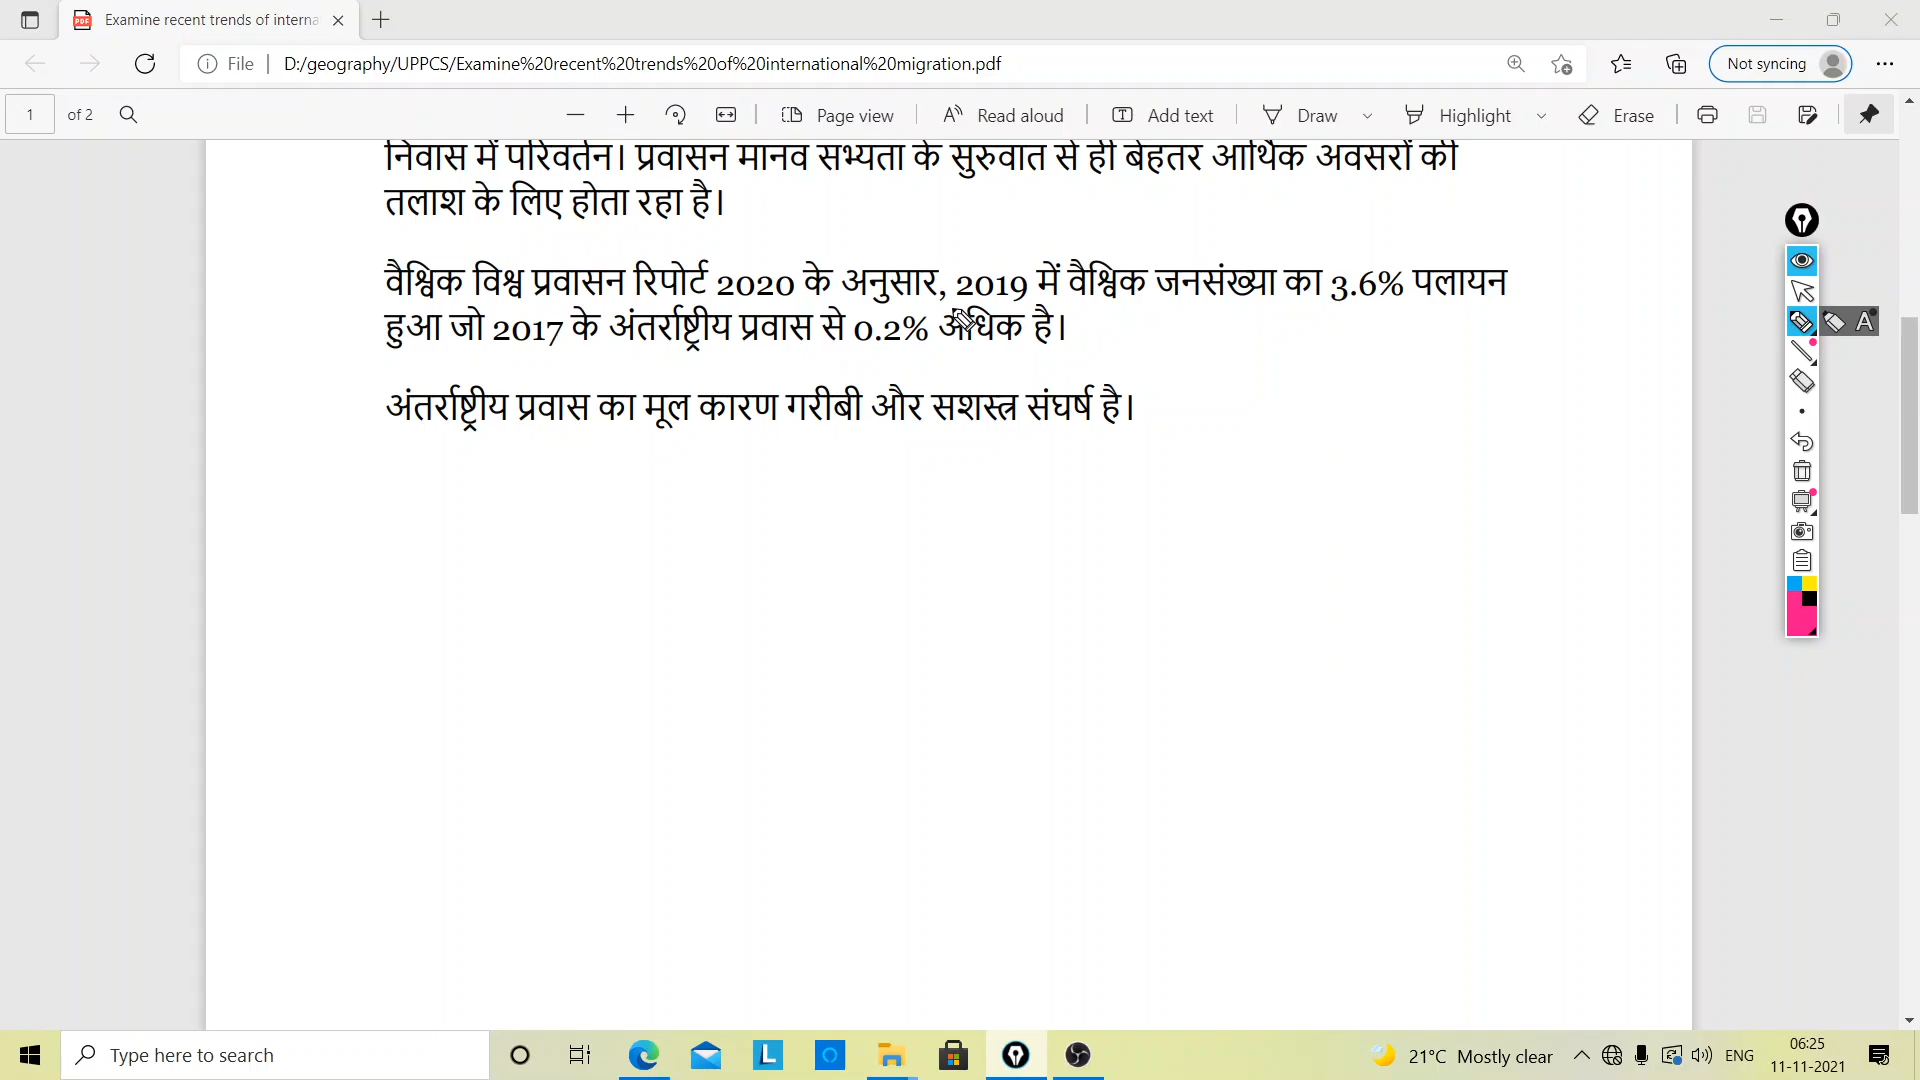 Examine recent trends of interna
File
D:/geography/UPPCS/Examine%20recent%20trends%20of%20international%20migration.pdf
Not syncing
1 of 2
Page view
Read aloud
Add text
Draw
Highlight
Erase
निवास में परिवर्तन। प्रवासन मानव सभ्यता के सुरुवात से ही बेहतर आर्थिक अवसरों की
तलाश के लिए होता रहा है।
वैश्विक विश्व प्रवासन रिपोर्ट 2020 के अनुसार, 2019 में वैश्विक जनसंख्या का 3.6% पलायन
हुआ जो 2017 के अंतर्राष्ट्रीय प्रवास से 0.2% अधिक है।
अंतर्राष्ट्रीय प्रवास का मूल कारण गरीबी और सशस्त्र संघर्ष है।
Type here to search
21°C Mostly clear
ENG
06:25
11-11-2021